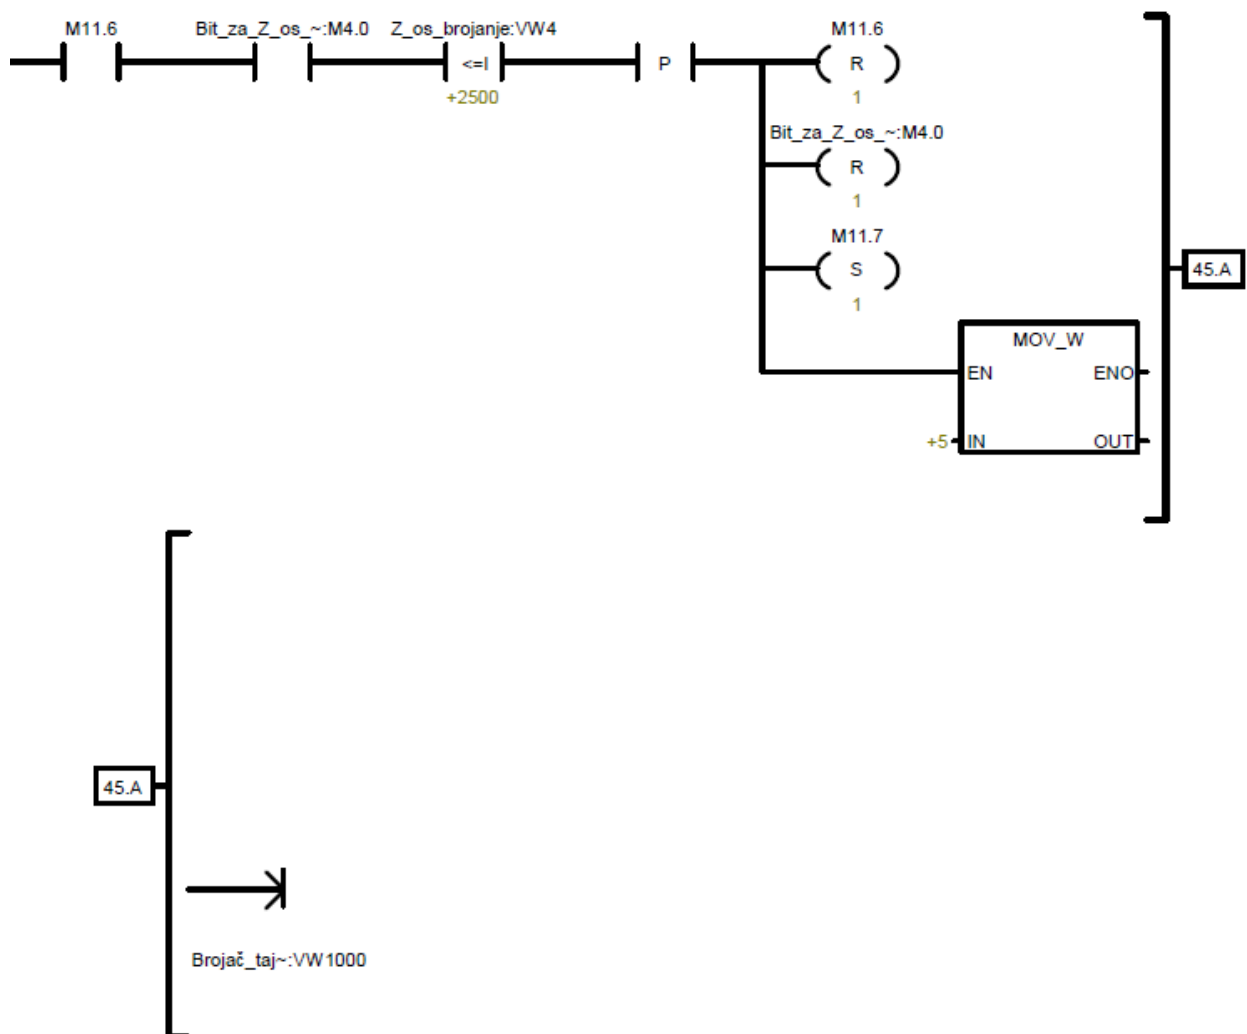 M11.6 Bit_za_Z_os_~:M4.0 Z_os_brojanje:VW4 M11.6
<=I P R
+2500 1
Bit_za_Z_os_~:M4.0
R
1
M11.7
S
1
45.A
MOV_W
EN ENO
+5 IN OUT
45.A
Brojač_taj~:VW1000